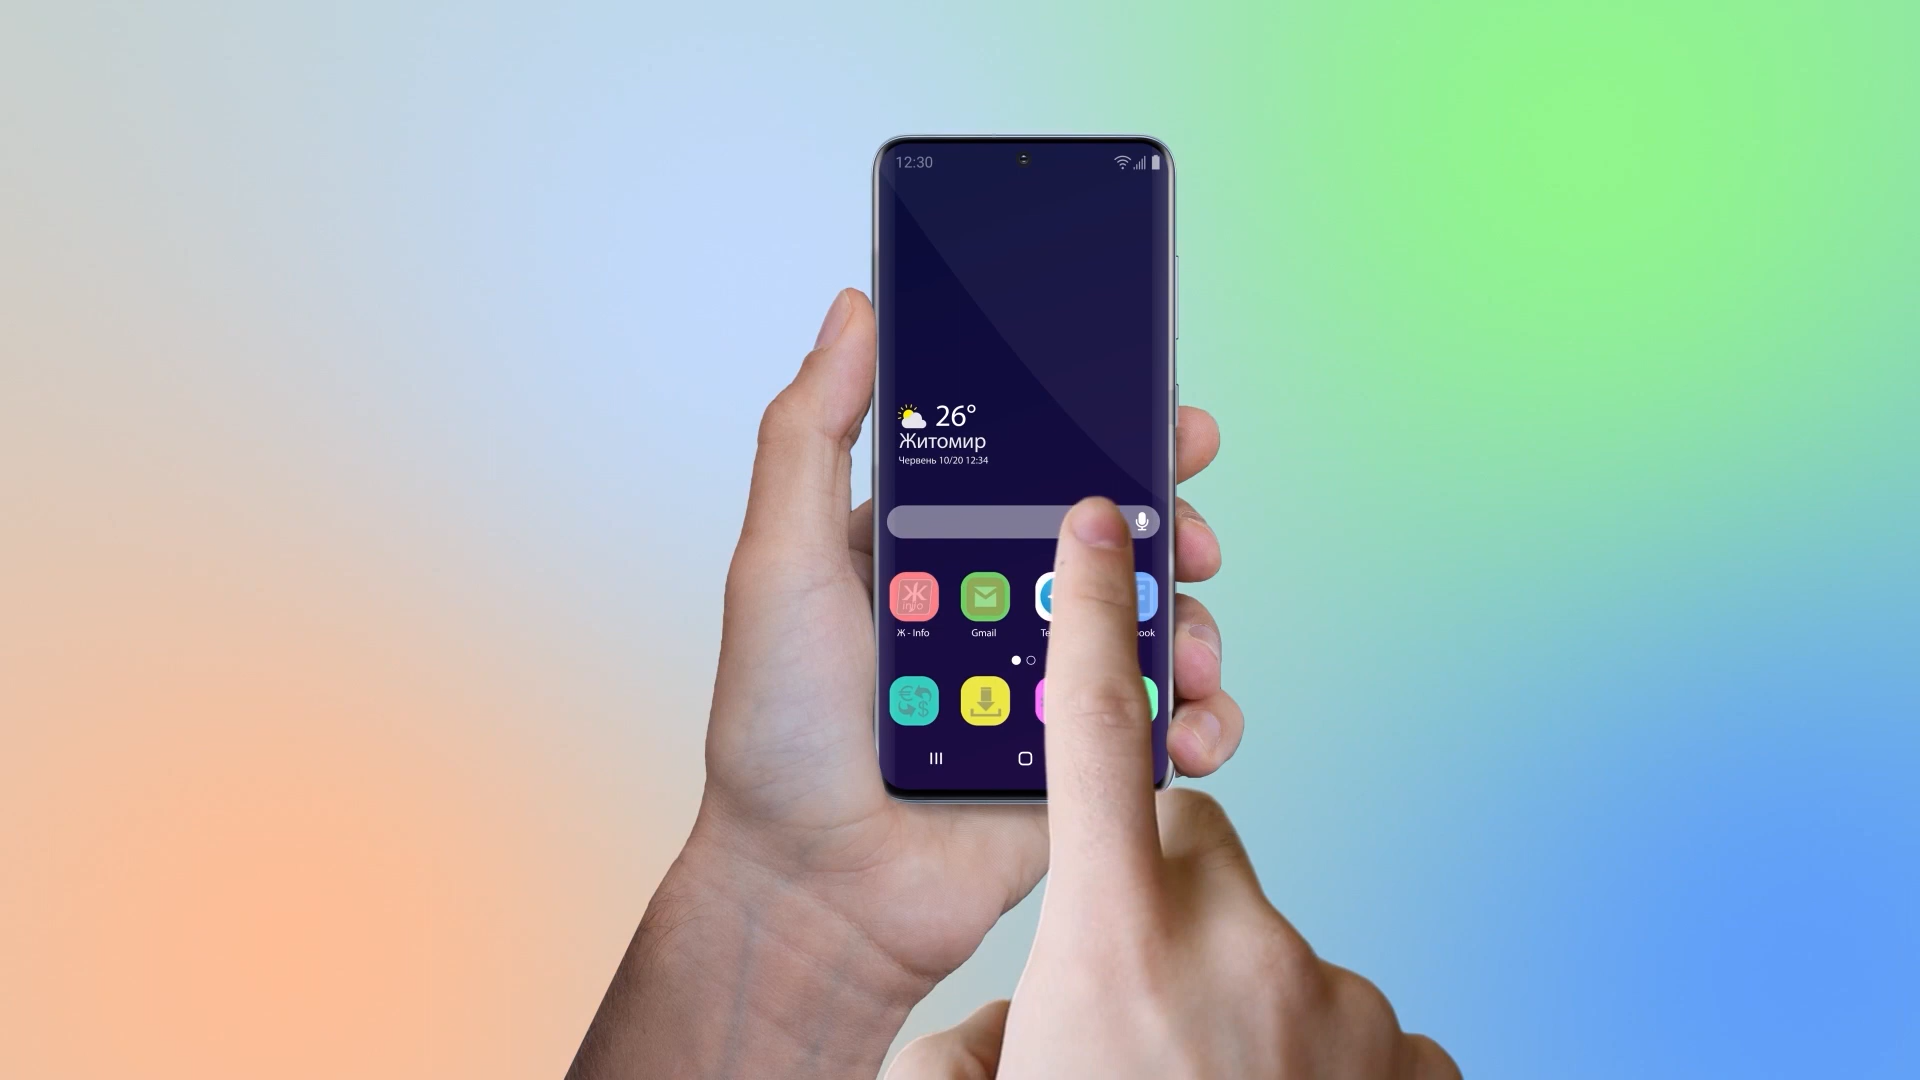 12:30
26°
Житомир
Червень 10/20 12:34
Ж info
Ж - Info
Gmail